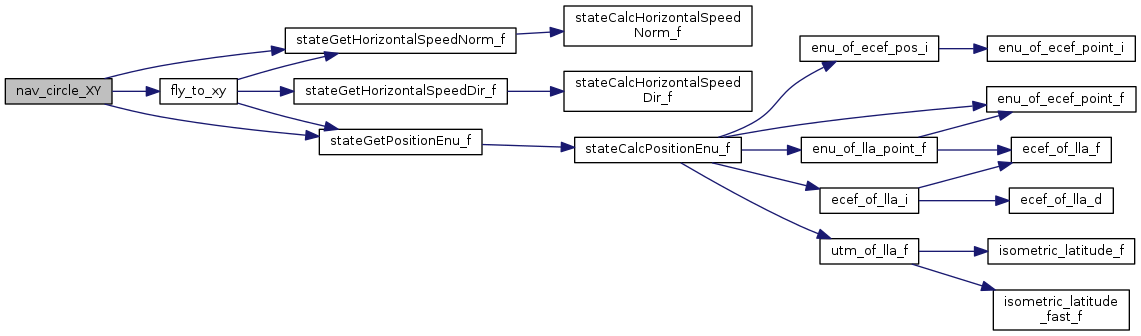 nav_circle_XY
fly_to_xy
stateGetHorizontalSpeedNorm_f
stateGetHorizontalSpeedDir_f
stateGetPositionEnu_f
stateCalcHorizontalSpeed
Norm_f
stateCalcHorizontalSpeed
Dir_f
stateCalcPositionEnu_f
enu_of_ecef_pos_i
enu_of_lla_point_f
ecef_of_lla_i
utm_of_lla_f
enu_of_ecef_point_i
enu_of_ecef_point_f
ecef_of_lla_f
ecef_of_lla_d
isometric_latitude_f
isometric_latitude
_fast_f